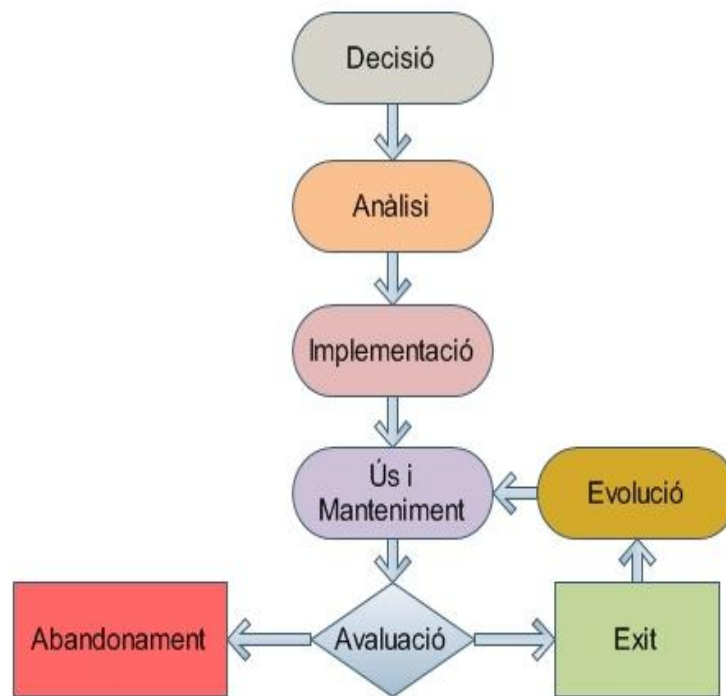 Decisió
Anàlisi
Implementació
Ús i
Manteniment
Evolució
Abandonament
Avaluació
Exit